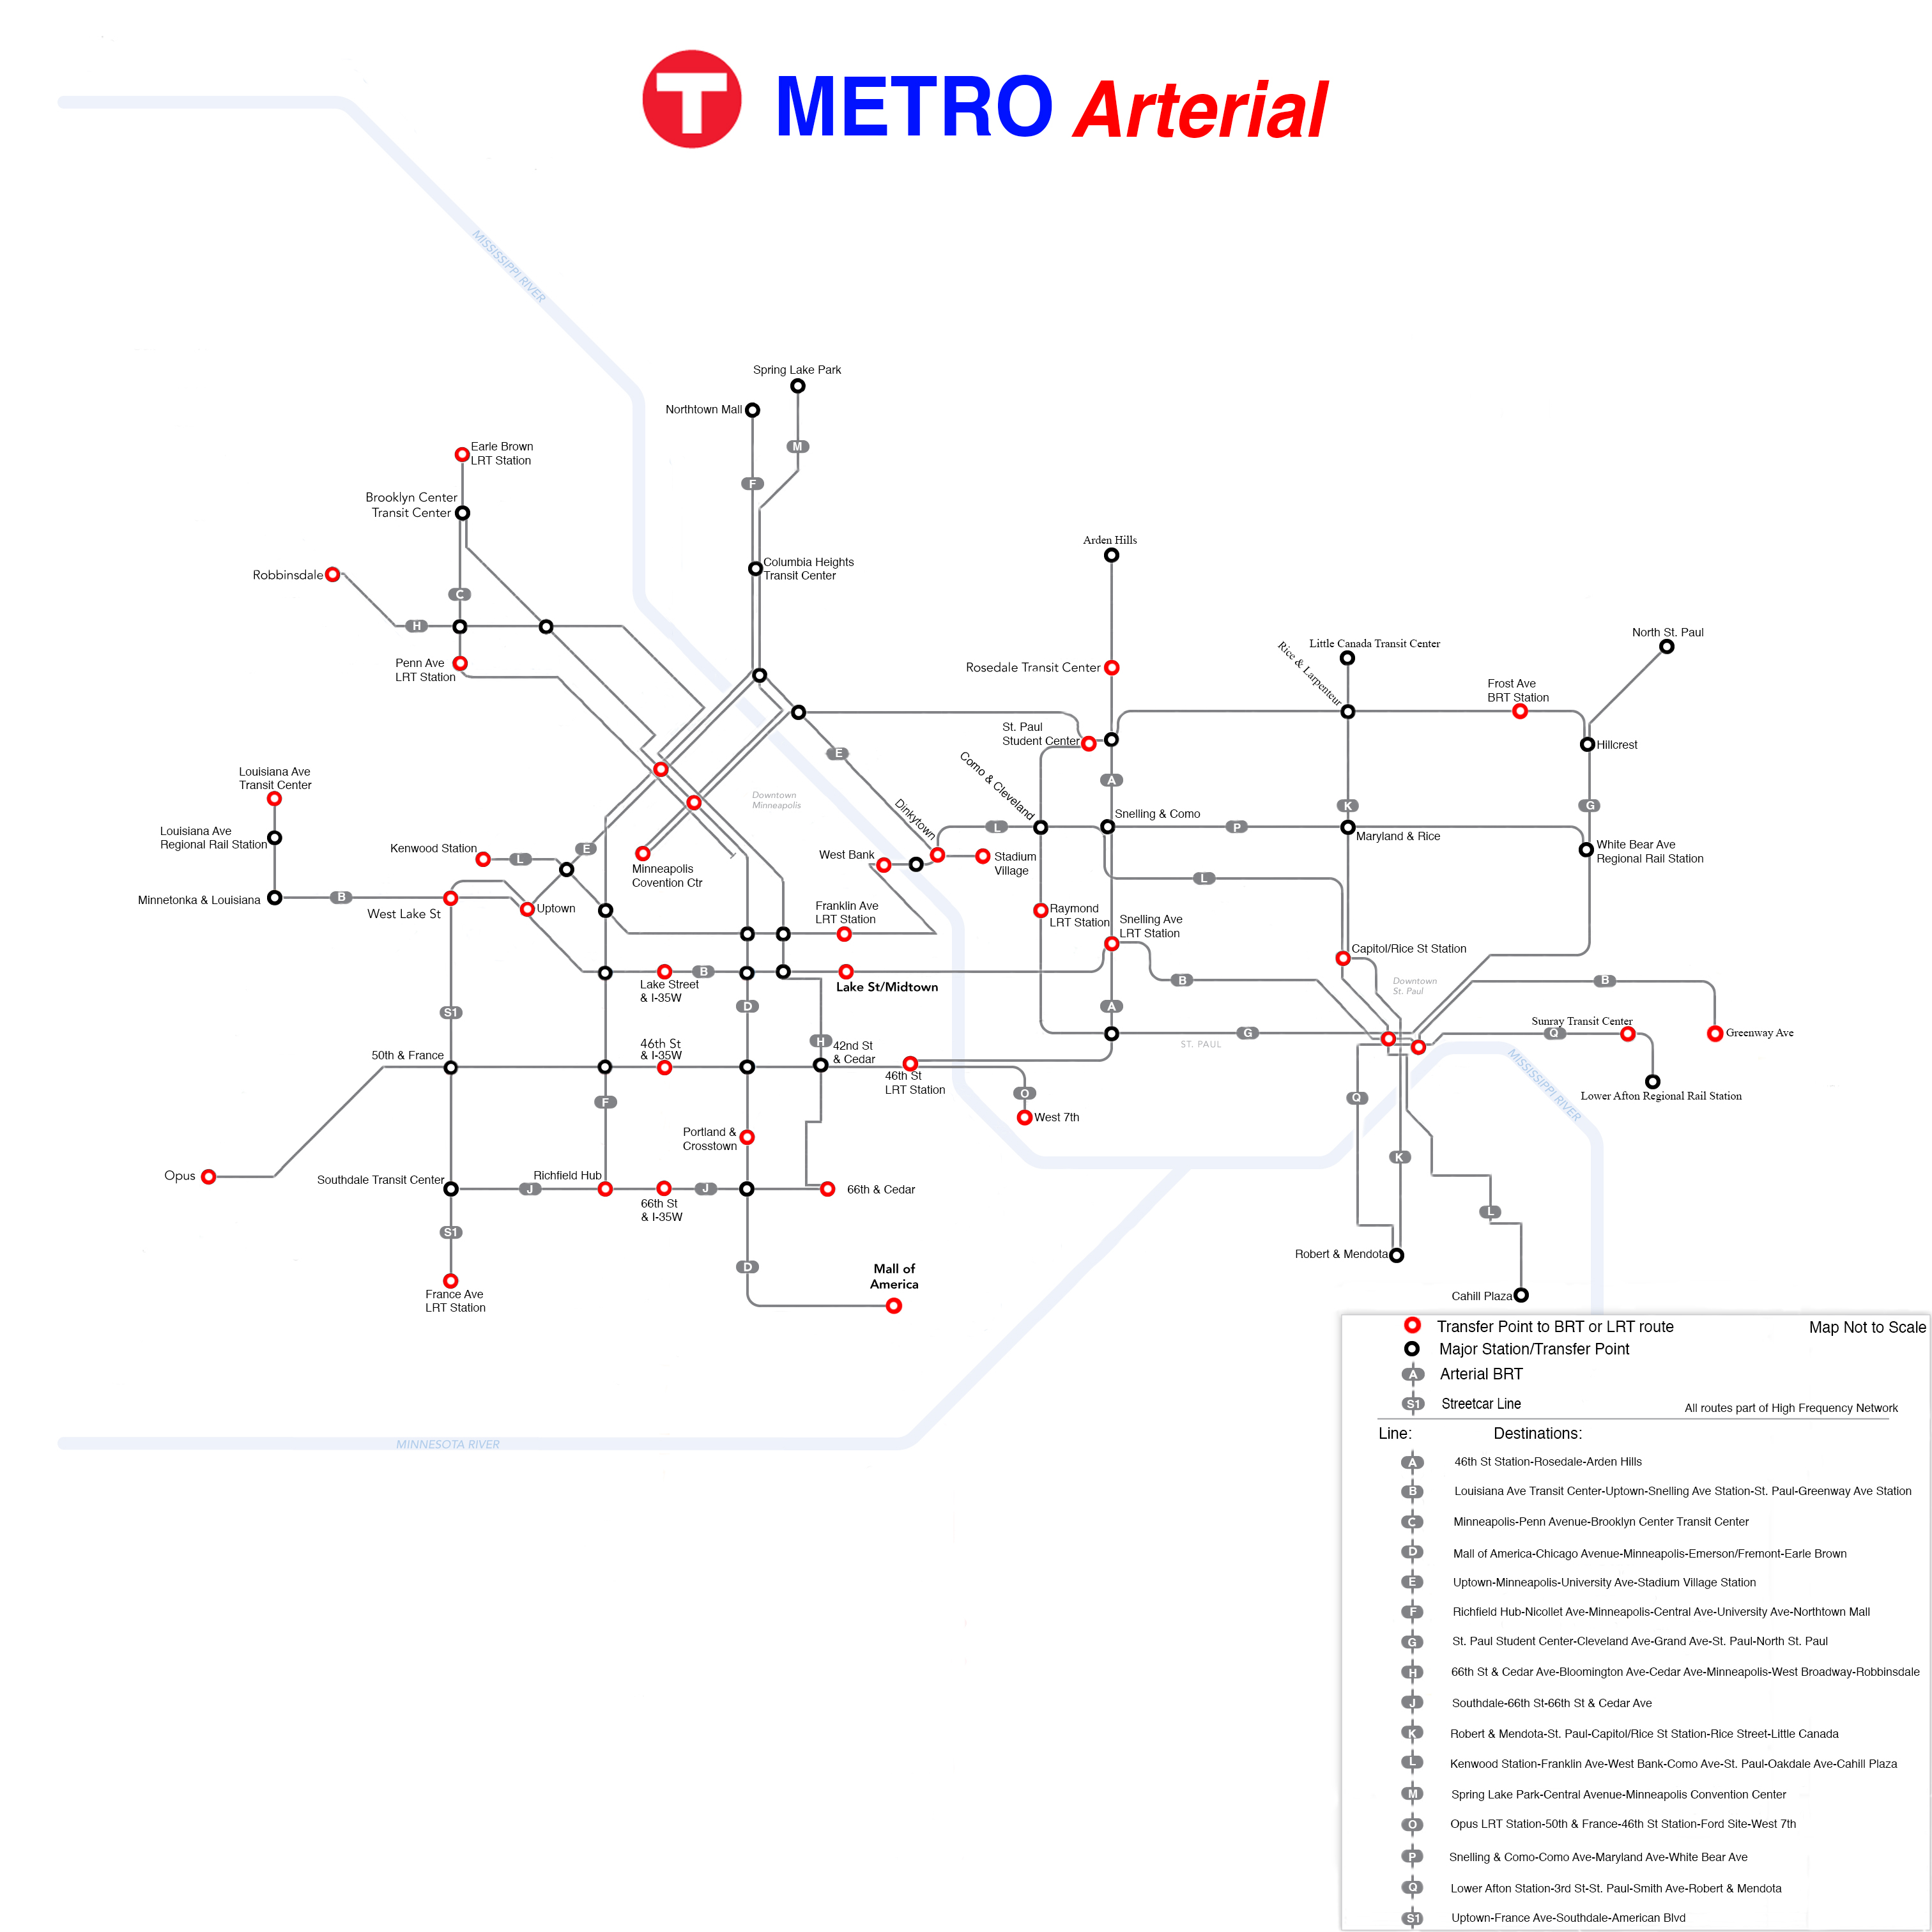 T METRO Arterial
MISSISSIPPI RIVER
Spring Lake Park
Northtown Mall
M
F
Earle Brown
LRT Station
Brooklyn Center
Transit Center
Columbia Heights
Transit Center
Arden Hills
Robbinsdale
C
H
Penn Ave
LRT Station
Rosedale Transit Center
Little Canada Transit Center
Rice & Larpenteur
North St. Paul
Frost Ave
BRT Station
St. Paul
Student Center
Hillcrest
E
Como & Cleveland
A
Louisiana Ave
Transit Center
Downtown
Minneapolis
Dinkytown
K
G
Louisiana Ave
Regional Rail Station
L
Snelling & Como
P
Maryland & Rice
White Bear Ave
Regional Rail Station
Kenwood Station
L
E
West Bank
Stadium
Village
Minneapolis
Covention Ctr
L
Minnetonka & Louisiana
B
West Lake St
Uptown
Franklin Ave
LRT Station
Raymond
LRT Station
Snelling Ave
LRT Station
Capitol/Rice St Station
Lake Street
& I-35W
B
Lake St/Midtown
B
Downtown
St. Paul
B
S1
D
A
H
G
ST. PAUL
Sunray Transit Center
Q
Greenway Ave
50th & France
46th St
& I-35W
42nd St
& Cedar
46th St
LRT Station
MISSISSIPPI RIVER
Lower Afton Regional Rail Station
F
O
West 7th
Q
Portland &
Crosstown
K
Opus
Southdale Transit Center
J
Richfield Hub
66th St
& I-35W
J
66th & Cedar
L
S1
D
Mall of
America
Robert & Mendota
Cahill Plaza
France Ave
LRT Station
MINNESOTA RIVER
Transfer Point to BRT or LRT route
Map Not to Scale
Major Station/Transfer Point
A Arterial BRT
S1 Streetcar Line
All routes part of High Frequency Network
Line: Destinations:
A 46th St Station-Rosedale-Arden Hills
B Louisiana Ave Transit Center-Uptown-Snelling Ave Station-St. Paul-Greenway Ave Station
C Minneapolis-Penn Avenue-Brooklyn Center Transit Center
D Mall of America-Chicago Avenue-Minneapolis-Emerson/Fremont-Earle Brown
E Uptown-Minneapolis-University Ave-Stadium Village Station
F Richfield Hub-Nicollet Ave-Minneapolis-Central Ave-University Ave-Northtown Mall
G St. Paul Student Center-Cleveland Ave-Grand Ave-St. Paul-North St. Paul
H 66th St & Cedar Ave-Bloomington Ave-Cedar Ave-Minneapolis-West Broadway-Robbinsdale
J Southdale-66th St-66th St & Cedar Ave
K Robert & Mendota-St. Paul-Capitol/Rice St Station-Rice Street-Little Canada
L Kenwood Station-Franklin Ave-West Bank-Como Ave-St. Paul-Oakdale Ave-Cahill Plaza
M Spring Lake Park-Central Avenue-Minneapolis Convention Center
O Opus LRT Station-50th & France-46th St Station-Ford Site-West 7th
P Snelling & Como-Como Ave-Maryland Ave-White Bear Ave
Q Lower Afton Station-3rd St-St. Paul-Smith Ave-Robert & Mendota
S1 Uptown-France Ave-Southdale-American Blvd